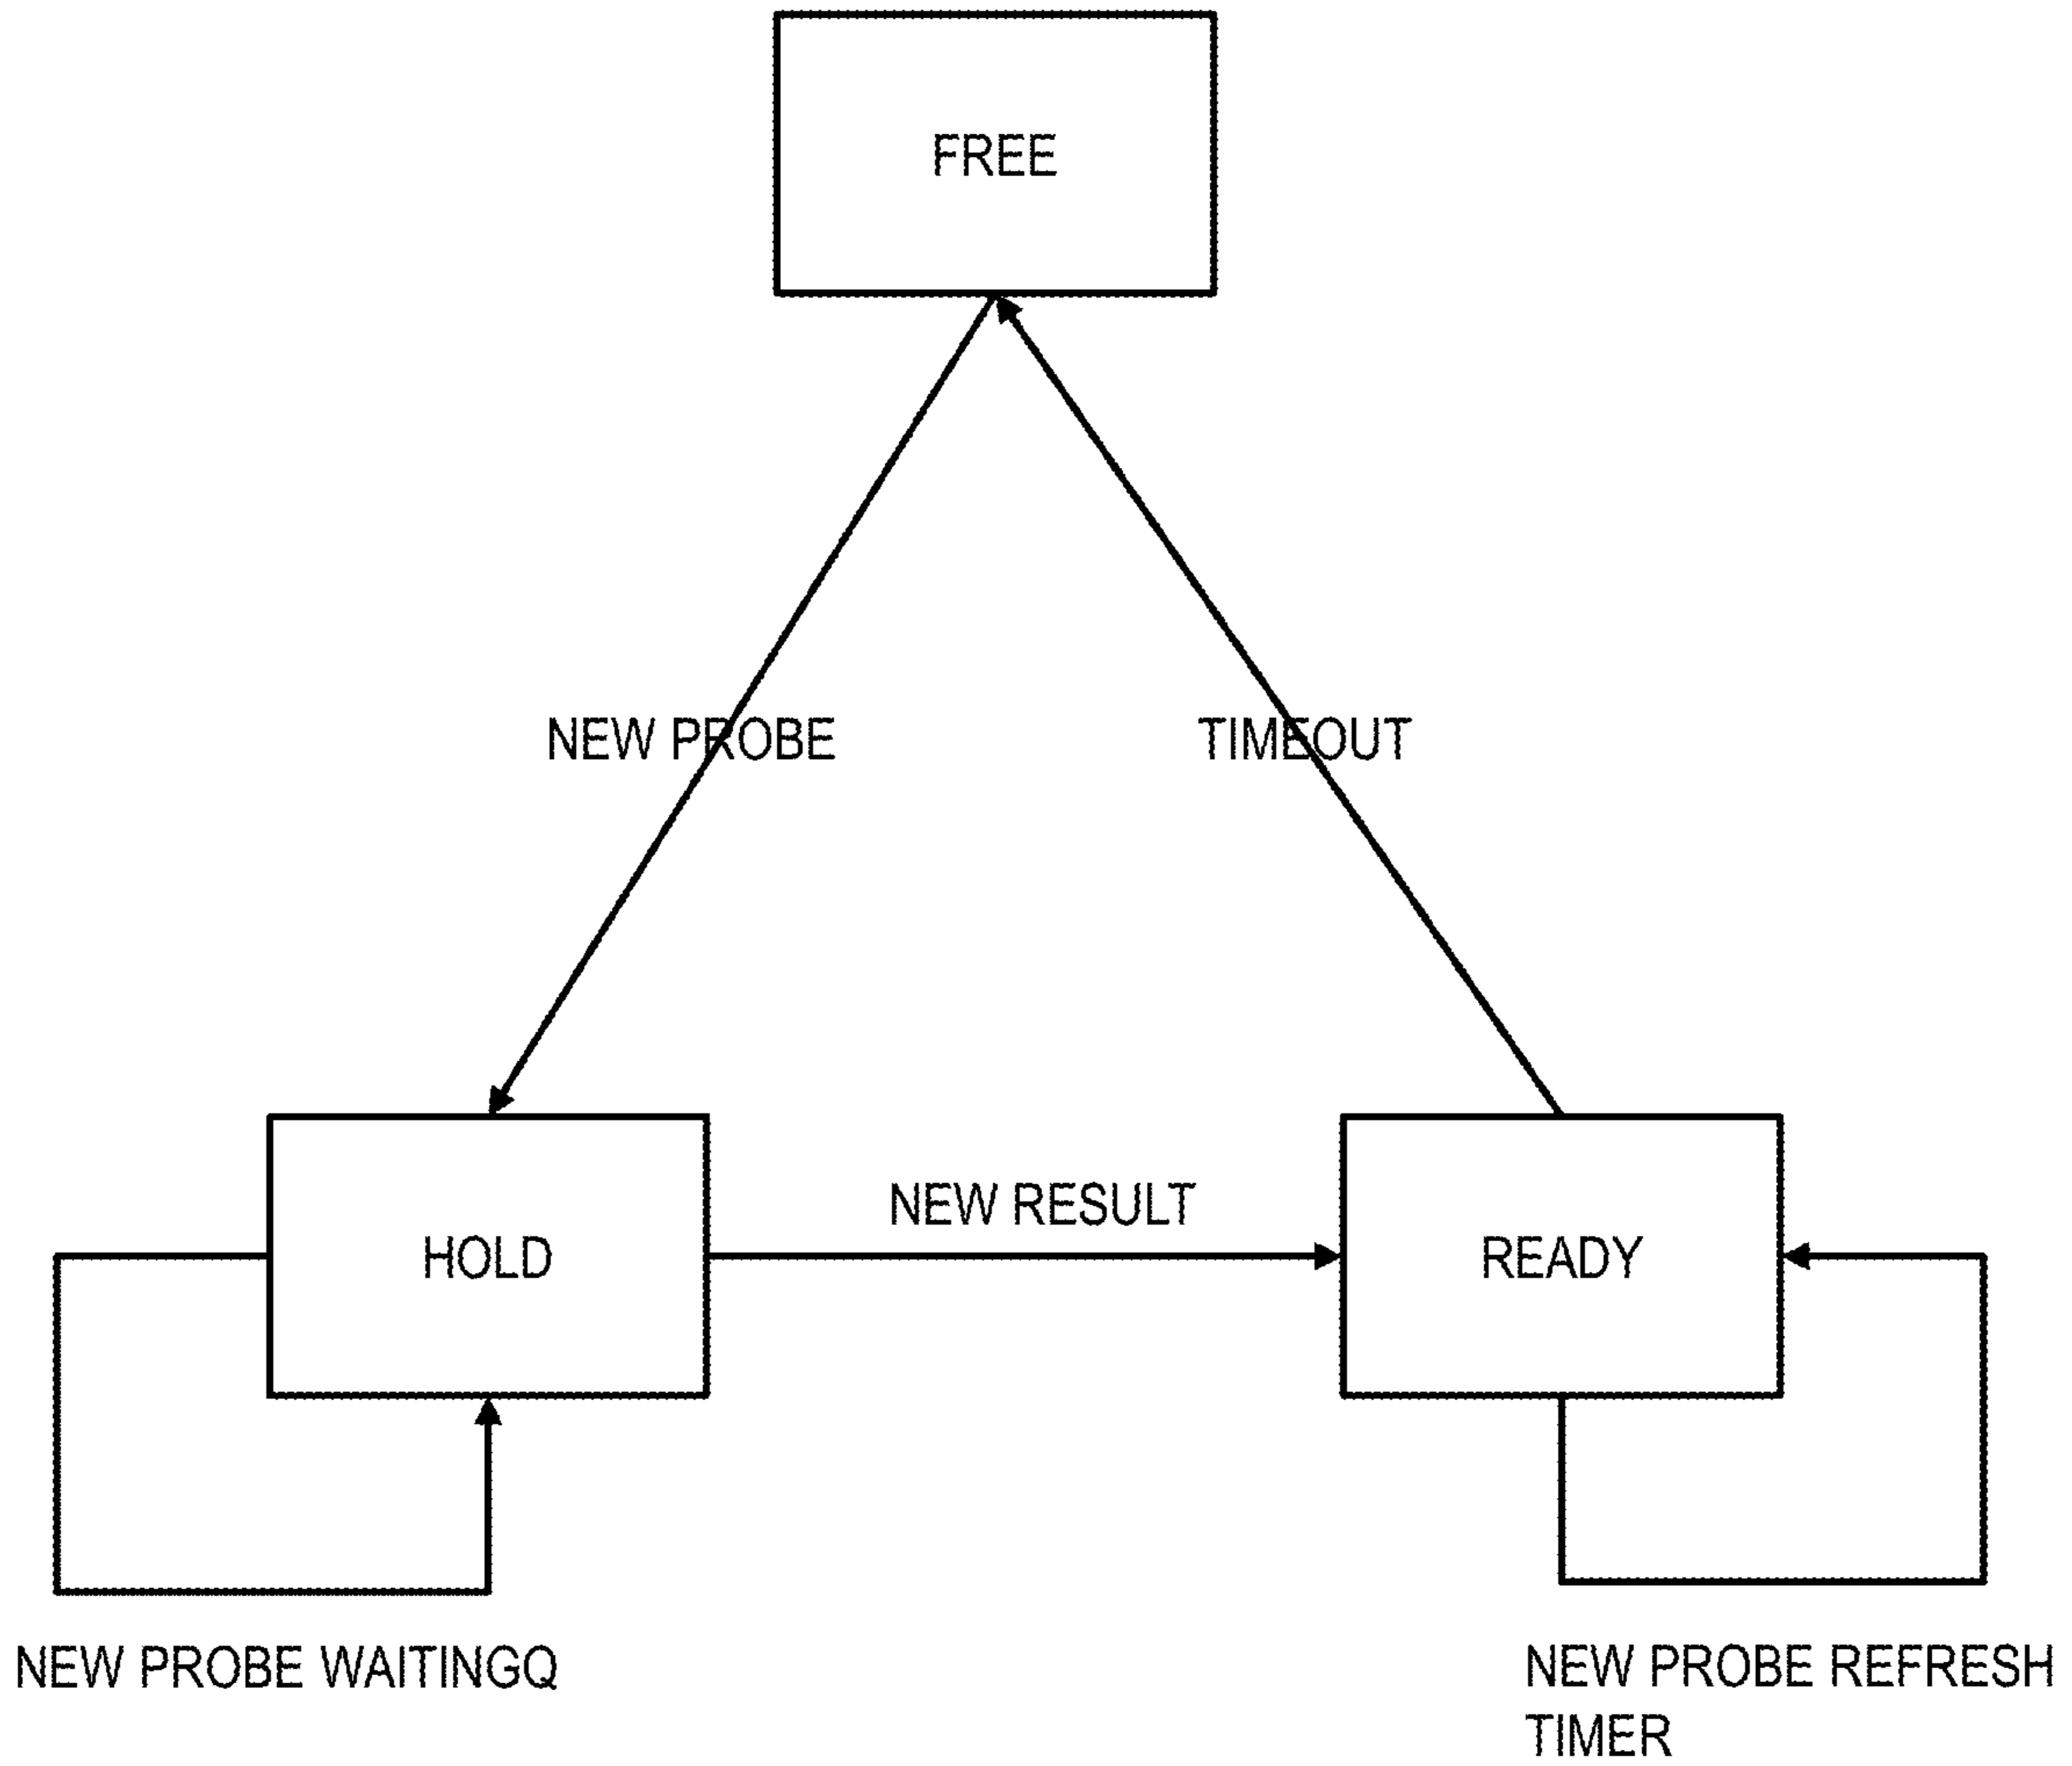 FREE
NEW PROBE
TIMEOUT
NEW RESULT
HOLD
READY
NEW PROBE WAITINGQ
NEW PROBE REFRESH
TIMER